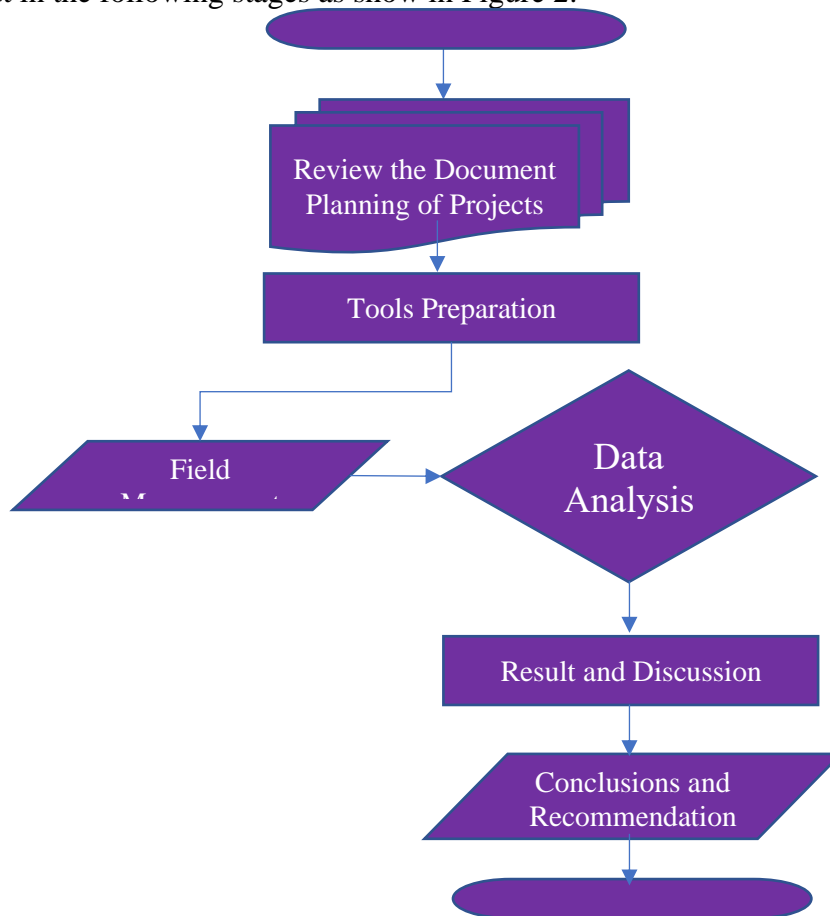 in the following stages as show in Figure 2:
Review the Document
Planning of Projects
Tools Preparation
Field
Data
Analysis
Result and Discussion
Conclusions and
Recommendation